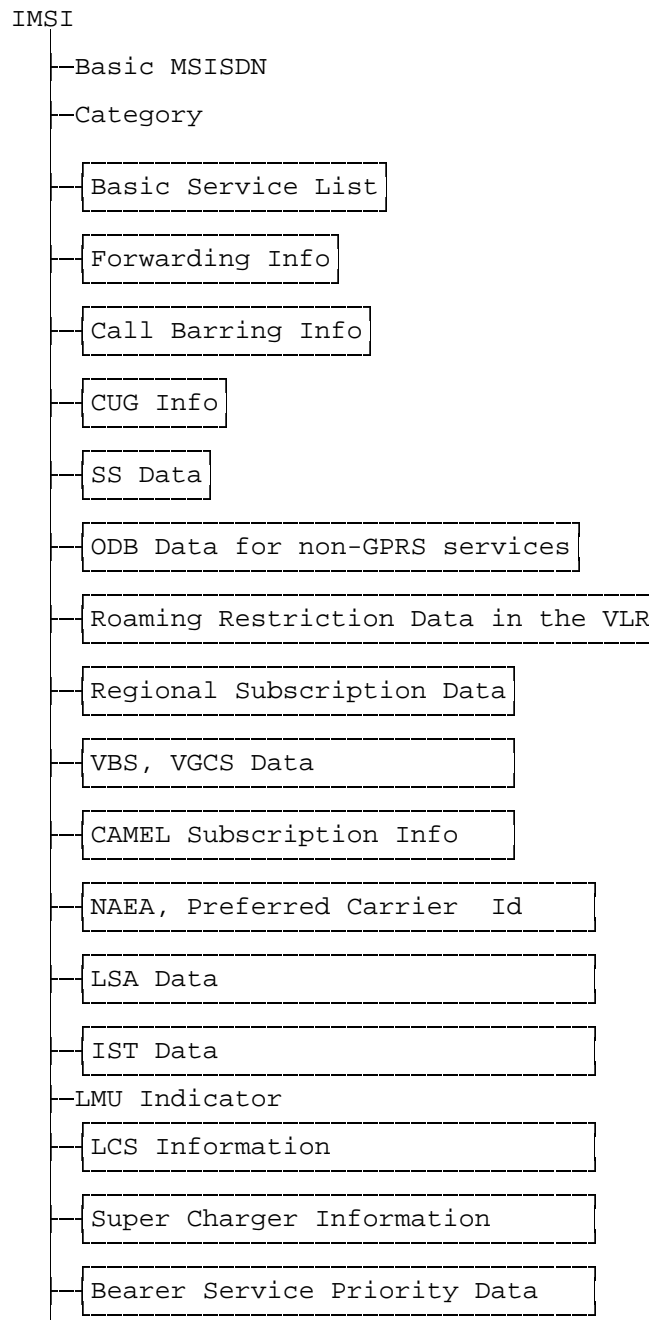 IMSI
Basic MSISDN
Category
Basic Service List
Forwarding Info
Call Barring Info
CUG Info
SS Data
ODB Data for non-GPRS services
Roaming Restriction Data in the VLR
Regional Subscription Data
VBS, VGCS Data
CAMEL Subscription Info
NAEA, Preferred Carrier  Id
LSA Data
IST Data
LMU Indicator
LCS Information
Super Charger Information
Bearer Service Priority Data